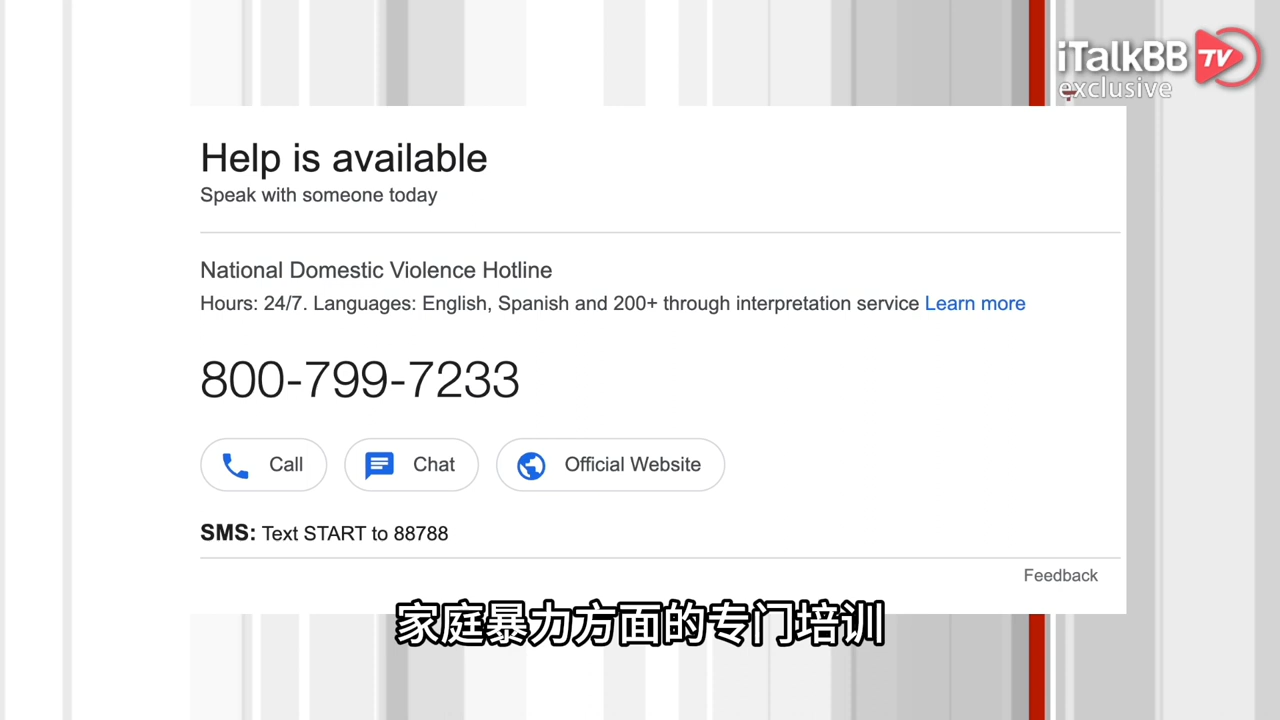 iTalkBB TV
exclusive
Help is available
Speak with someone today
National Domestic Violence Hotline
Hours: 24/7. Languages: English, Spanish and 200+ through interpretation service Learn more
800-799-7233
Call Chat Official Website
SMS: Text START to 88788
Feedback
家庭暴力方面的专门培训